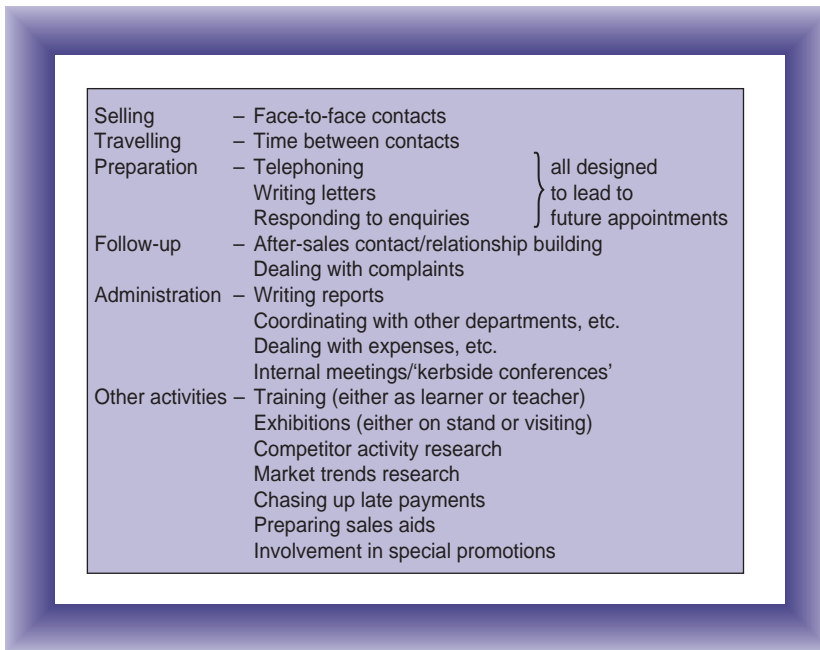 Selling – Face-to-face contacts
Travelling – Time between contacts
Preparation – Telephoning all designed
Writing letters to lead to
Responding to enquiries future appointments
Follow-up – After-sales contact/relationship building
Dealing with complaints
Administration – Writing reports
Coordinating with other departments, etc.
Dealing with expenses, etc.
Internal meetings/‘kerbside conferences’
Other activities – Training (either as learner or teacher)
Exhibitions (either on stand or visiting)
Competitor activity research
Market trends research
Chasing up late payments
Preparing sales aids
Involvement in special promotions